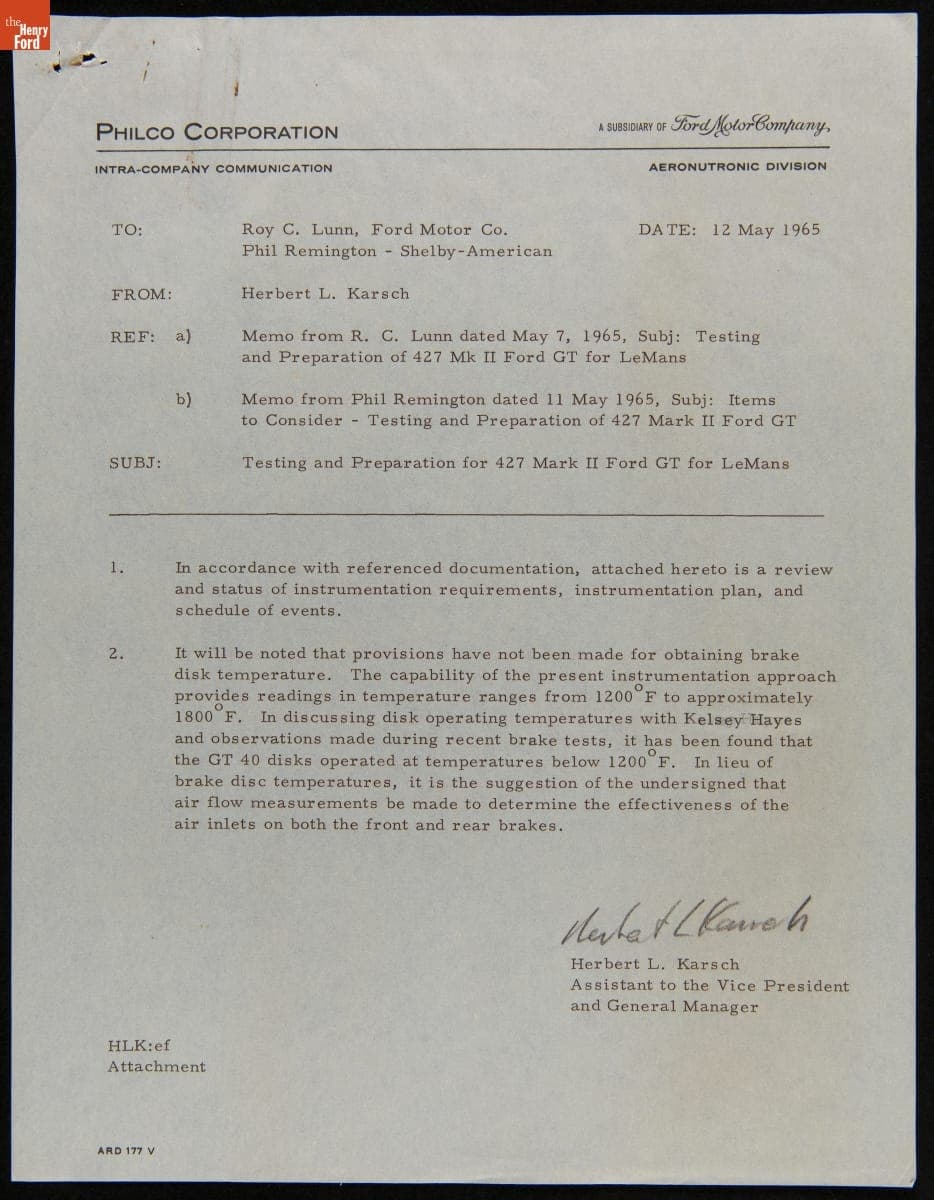 the
Henry
Ford
PHILCO CORPORATION
A SUBSIDIARY OF Ford Motor Company,
INTRA-COMPANY COMMUNICATION
AERONUTRONIC DIVISION
TO: Roy C. Lunn, Ford Motor Co. DATE: 12 May 1965
Phil Remington - Shelby-American
FROM: Herbert L. Karsch
REF: a) Memo from R. C. Lunn dated May 7, 1965, Subj: Testing
and Preparation of 427 Mk II Ford GT for LeMans
b) Memo from Phil Remington dated 11 May 1965, Subj: Items
to Consider - Testing and Preparation of 427 Mark II Ford GT
SUBJ: Testing and Preparation for 427 Mark II Ford GT for LeMans
1. In accordance with referenced documentation, attached hereto is a review
and status of instrumentation requirements, instrumentation plan, and
schedule of events.
2. It will be noted that provisions have not been made for obtaining brake
disk temperature. The capability of the present instrumentation approach
provides readings in temperature ranges from 1200°F to approximately
1800°F. In discussing disk operating temperatures with Kelsey Hayes
and observations made during recent brake tests, it has been found that
the GT 40 disks operated at temperatures below 1200°F. In lieu of
brake disc temperatures, it is the suggestion of the undersigned that
air flow measurements be made to determine the effectiveness of the
air inlets on both the front and rear brakes.
Herbert L Karsch
Herbert L. Karsch
Assistant to the Vice President
and General Manager
HLK:ef
Attachment
ARD 177 V